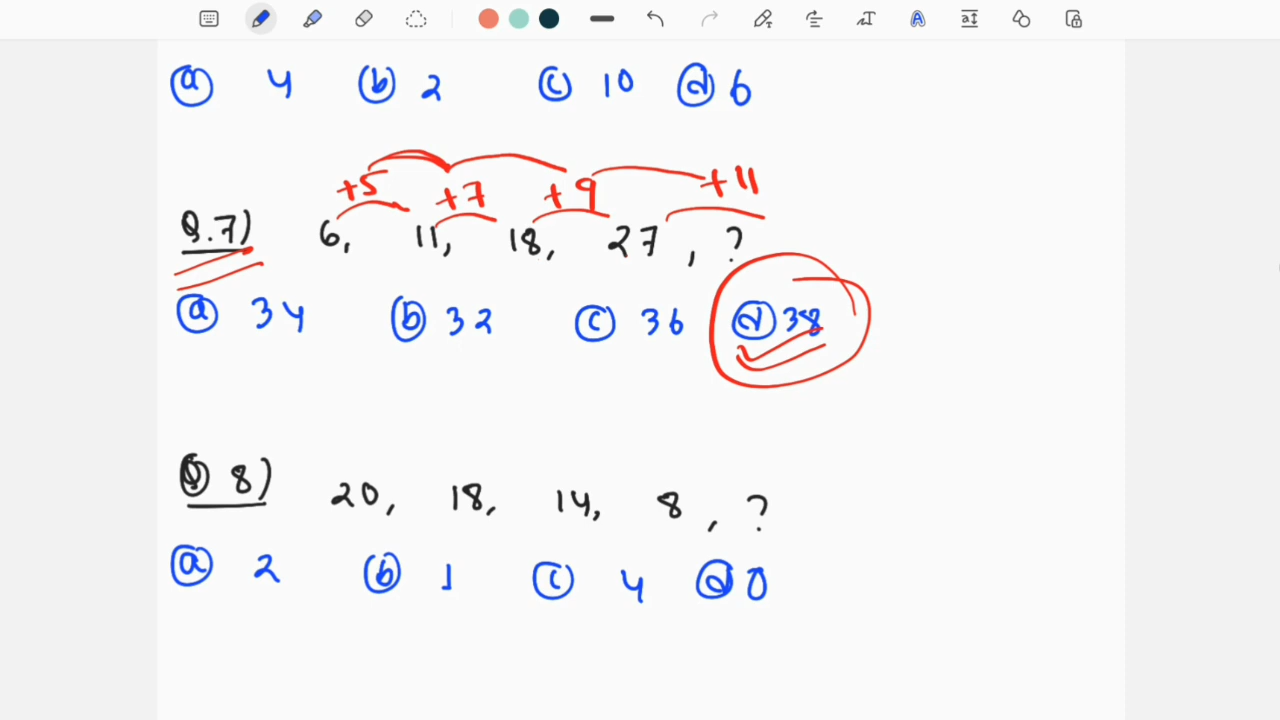 (a) 4 (b) 2 (c) 10 (d) 6
+5 +7 +9 +11
Q.7) 6, 11, 18, 27, ?
(a) 34 (b) 32 (c) 36 (d) 38
Q 8) 20, 18, 14, 8, ?
(a) 2 (b) 1 (c) 4 (d) 0